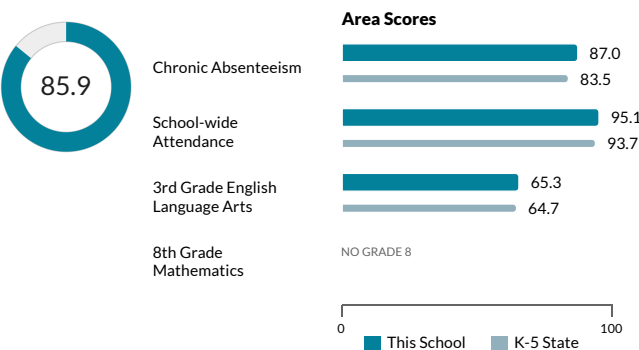 Area Scores
85.9
Chronic Absenteeism
87.0
83.5
School-wide
Attendance
95.1
93.7
3rd Grade English
Language Arts
65.3
64.7
8th Grade
Mathematics
NO GRADE 8
0
100
This School
K-5 State